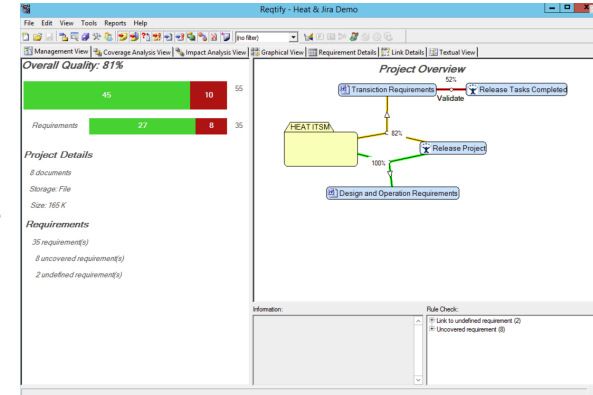 Reqtify - Heat & Jira Demo
File Edit View Tools Reports Help
(no filter)
Management View Coverage Analysis View Impact Analysis View Graphical View Requirement Details Link Details Textual View
Overall Quality: 81%
45 10 55
Requirements 27 8 35
Project Details
8 documents
Storage: File
Size: 165 K
Requirements
35 requirement(s)
8 uncovered requirement(s)
2 undefined requirement(s)
Project Overview
52%
Transiction Requirements Release Tasks Completed
Validate
HEAT ITSM
82%
Release Project
100%
Design and Operation Requirements
Information: Rule Check:
Link to undefined requirement (2)
Uncovered requirement (8)